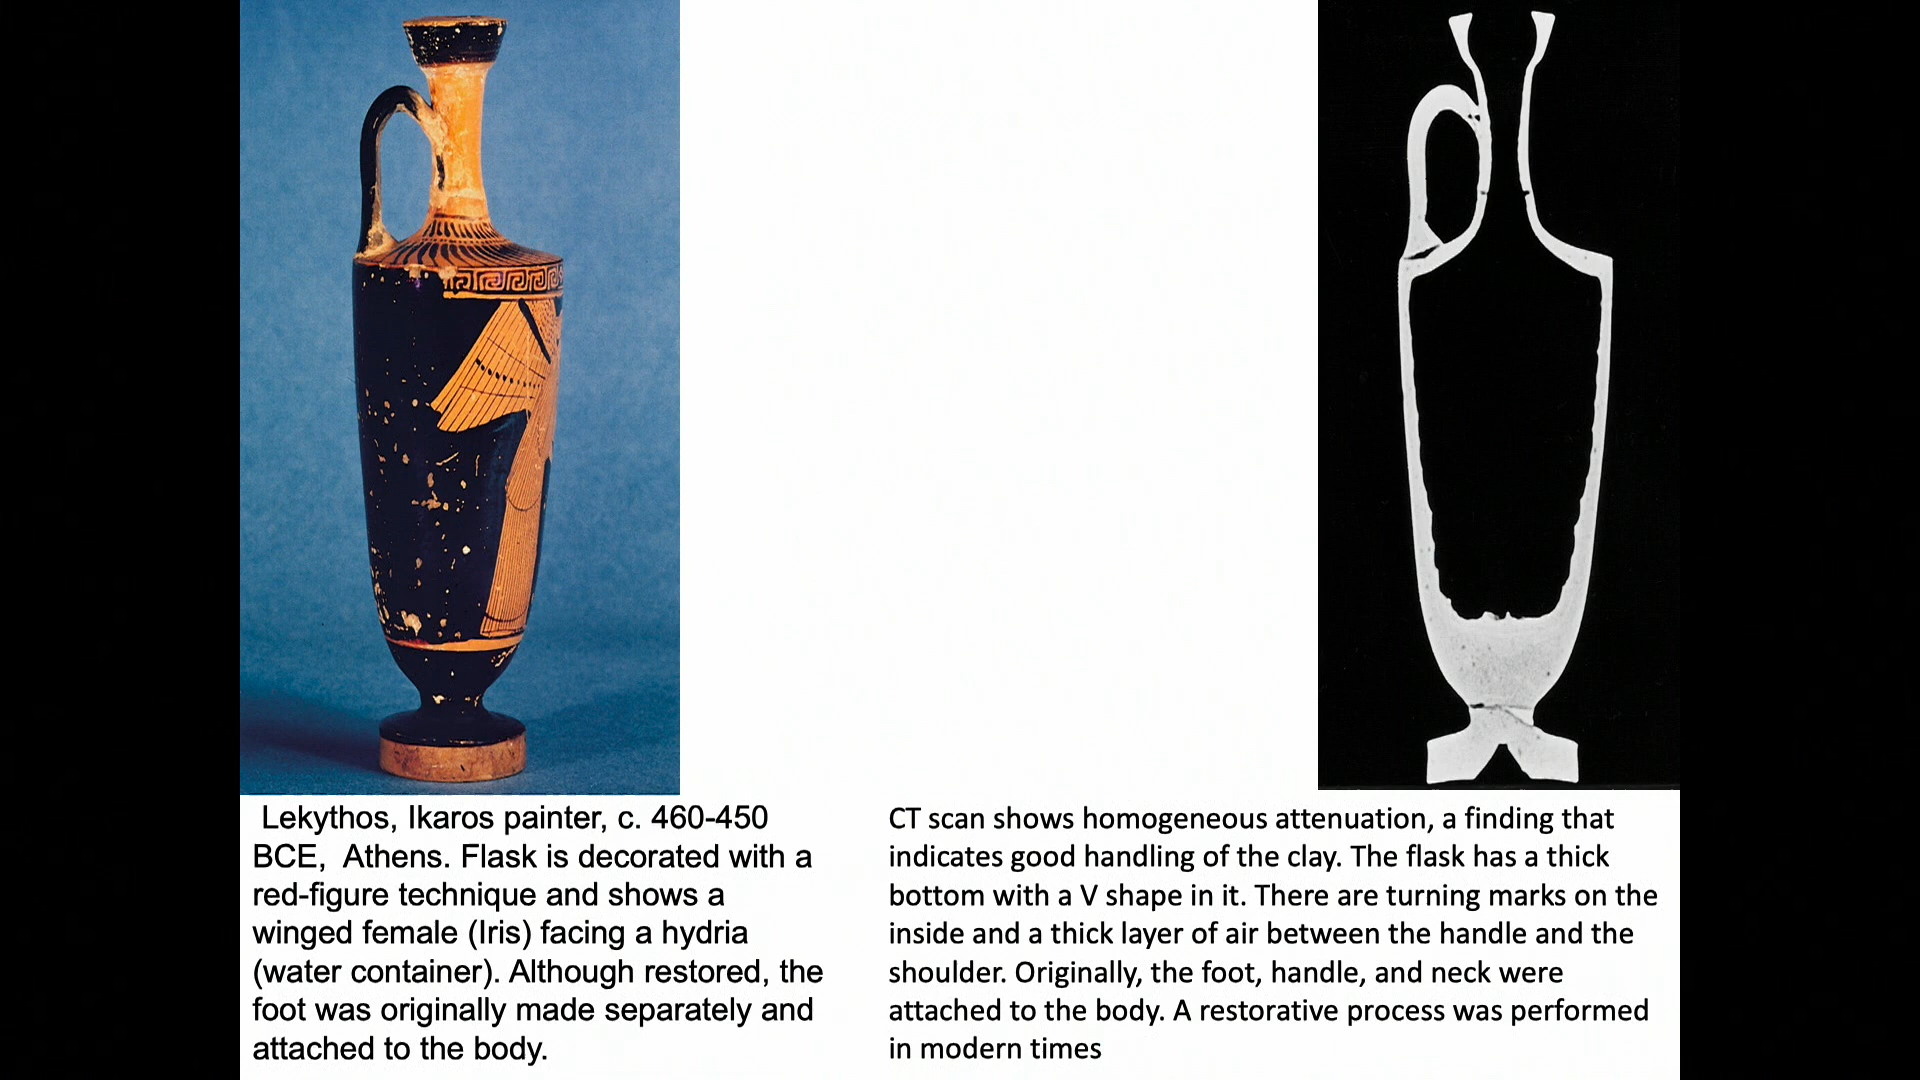 Lekythos, Ikaros painter, c. 460-450
BCE, Athens. Flask is decorated with a
red-figure technique and shows a
winged female (Iris) facing a hydria
(water container). Although restored, the
foot was originally made separately and
attached to the body.
CT scan shows homogeneous attenuation, a finding that
indicates good handling of the clay. The flask has a thick
bottom with a V shape in it. There are turning marks on the
inside and a thick layer of air between the handle and the
shoulder. Originally, the foot, handle, and neck were
attached to the body. A restorative process was performed
in modern times